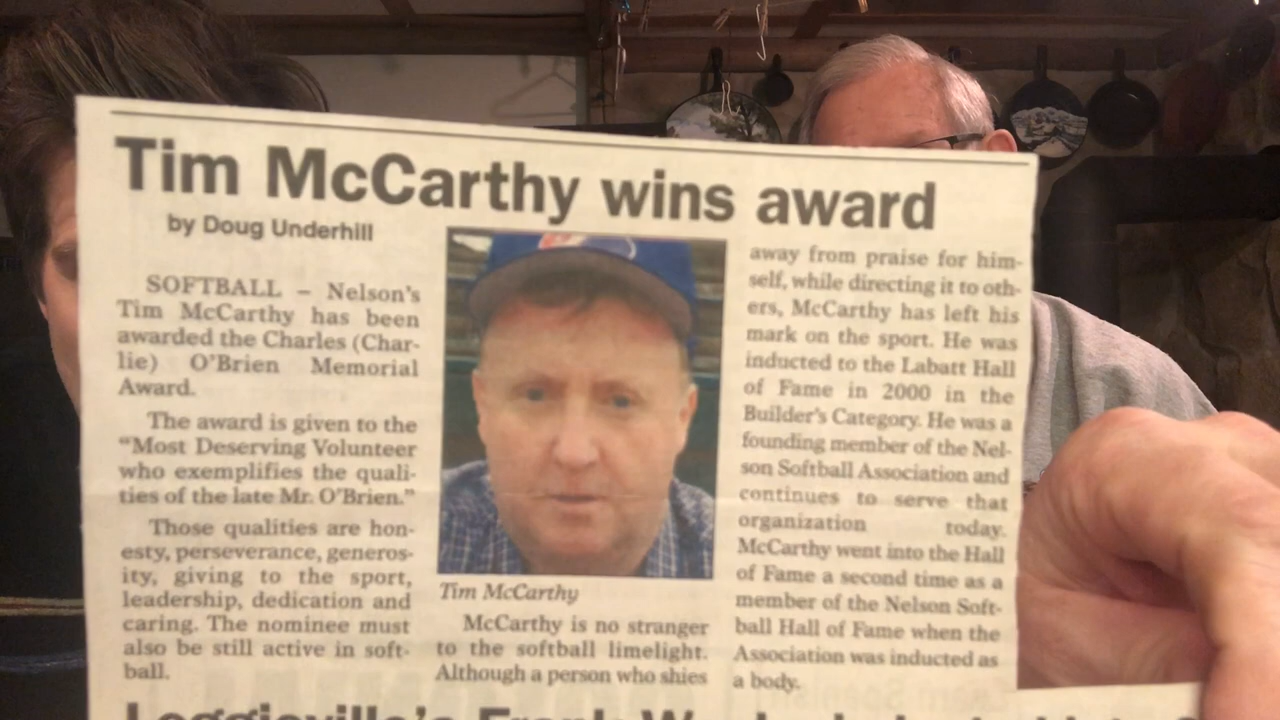 Tim McCarthy wins award
by Doug Underhill
SOFTBALL – Nelson's
Tim McCarthy has been
awarded the Charles (Char-
lie) O'Brien Memorial
Award.
The award is given to the
"Most Deserving Volunteer
who exemplifies the quali-
ties of the late Mr. O'Brien."
Those qualities are hon-
esty, perseverance, generos-
ity, giving to the sport,
leadership, dedication and
caring. The nominee must
also be still active in soft-
ball.
Tim McCarthy
McCarthy is no stranger
to the softball limelight.
Although a person who shies
away from praise for him-
self, while directing it to oth-
ers, McCarthy has left his
mark on the sport. He was
inducted to the Labatt Hall
of Fame in 2000 in the
Builder's Category. He was a
founding member of the Nel-
son Softball Association and
continues to serve that
organization today.
McCarthy went into the Hall
of Fame a second time as a
member of the Nelson Soft-
ball Hall of Fame when the
Association was inducted as
a body.
Loggieville's Frank